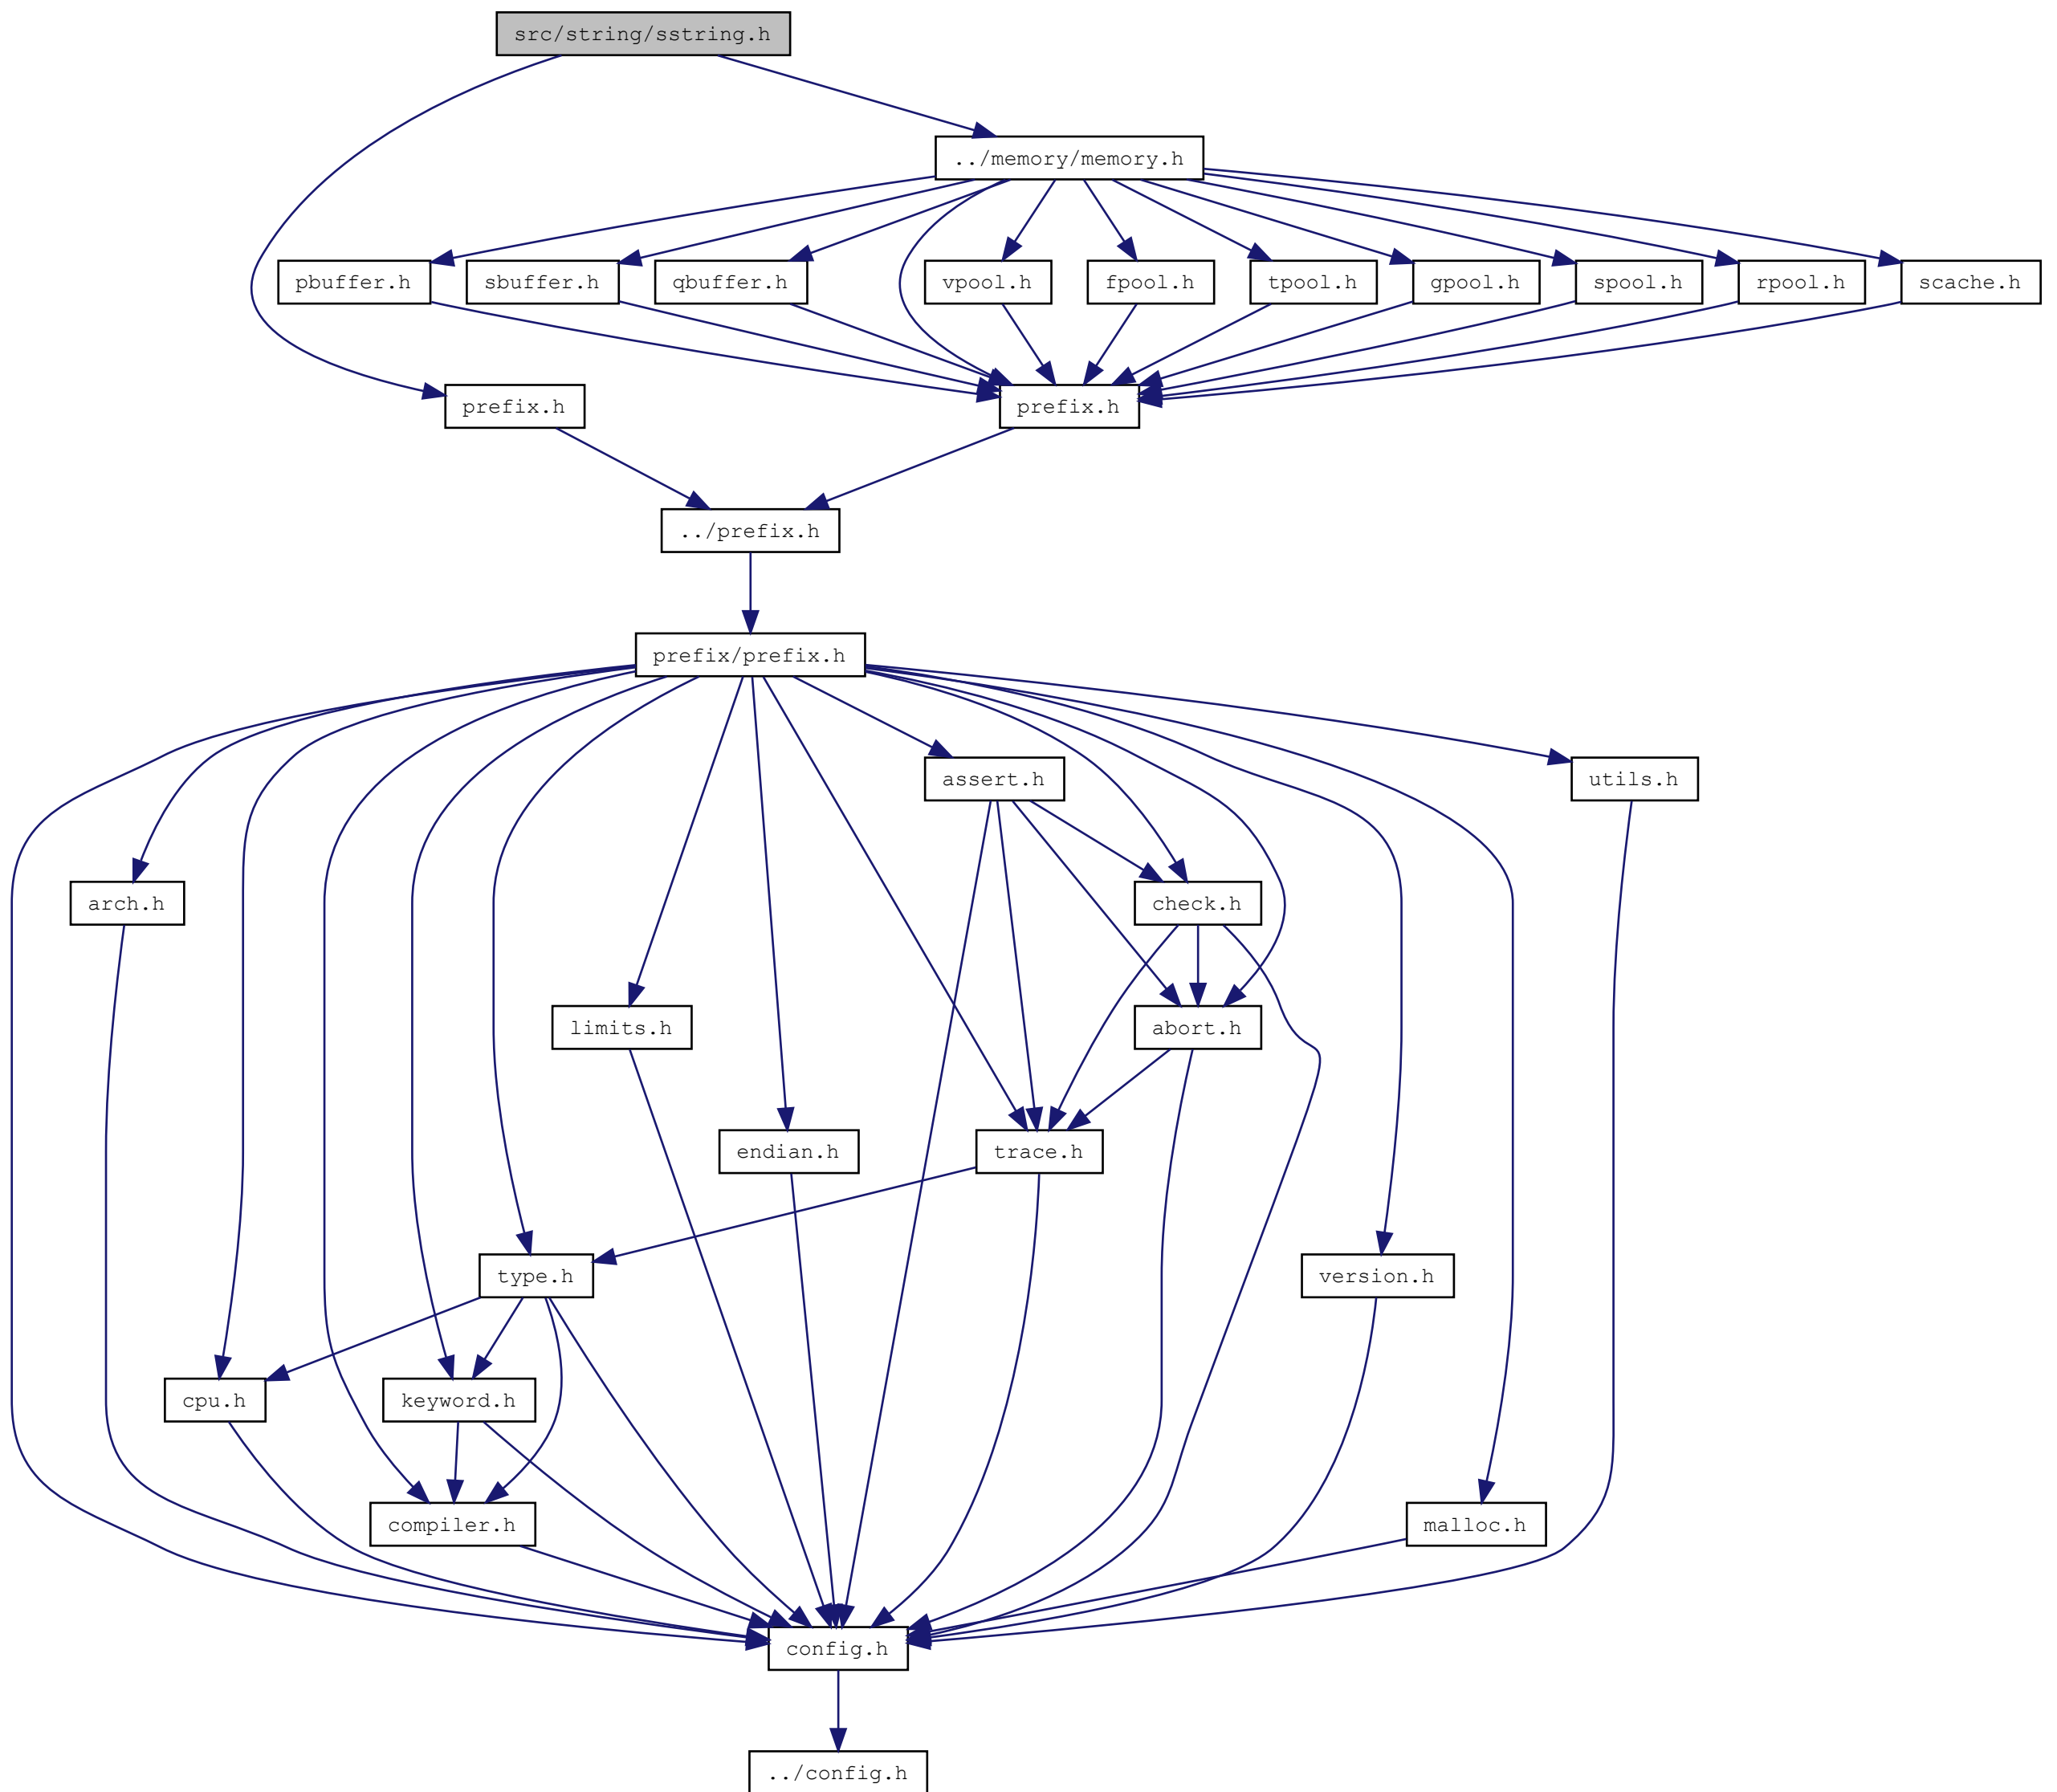 src/string/sstring.h
../memory/memory.h
pbuffer.h
sbuffer.h
qbuffer.h
vpool.h
fpool.h
tpool.h
gpool.h
spool.h
rpool.h
scache.h
prefix.h
prefix.h
../prefix.h
prefix/prefix.h
assert.h
utils.h
arch.h
check.h
limits.h
abort.h
endian.h
trace.h
type.h
version.h
cpu.h
keyword.h
compiler.h
malloc.h
config.h
../config.h